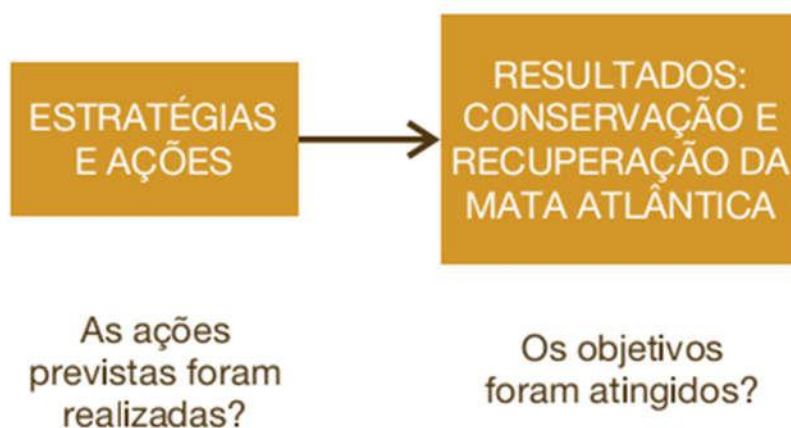 ESTRATÉGIAS
E AÇÕES
RESULTADOS:
CONSERVAÇÃO E
RECUPERAÇÃO DA
MATA ATLÂNTICA
As ações
previstas foram
realizadas?
Os objetivos
foram atingidos?